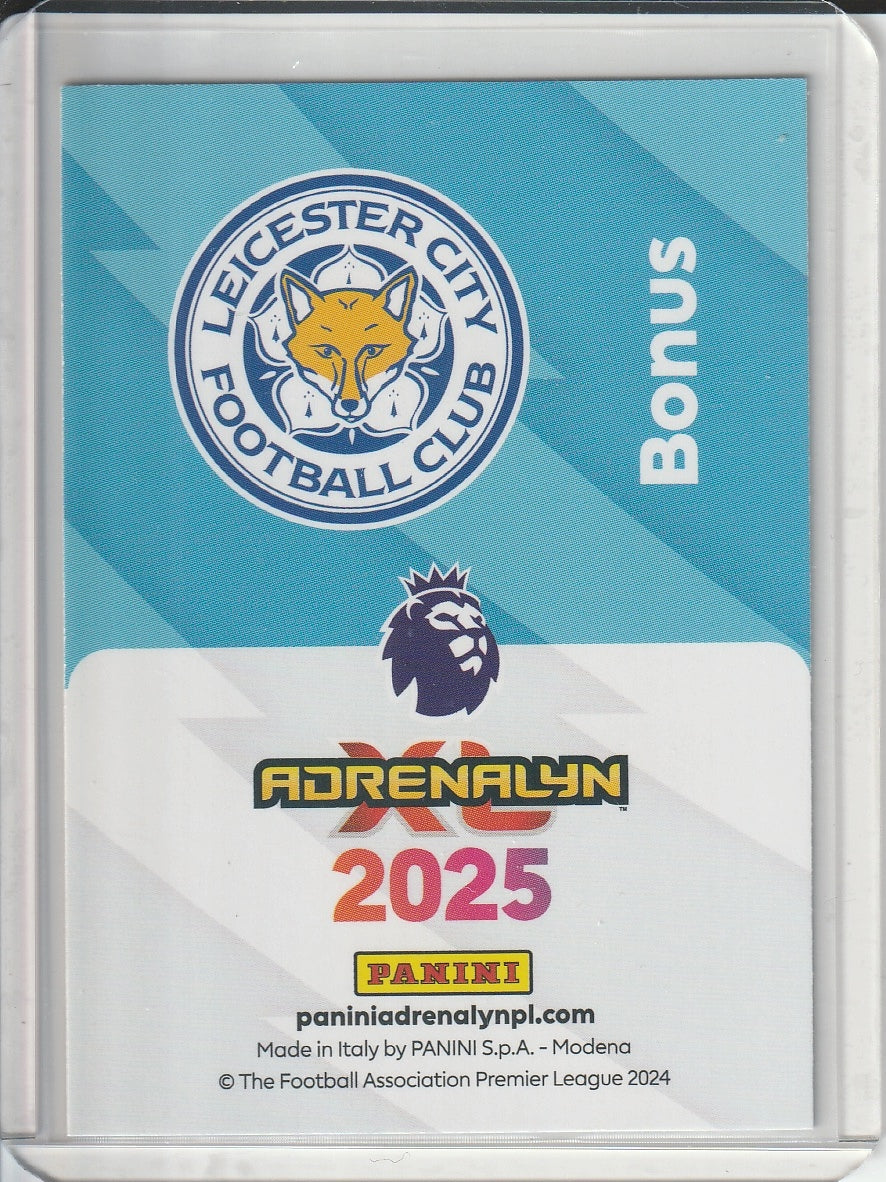 LEICESTER CITY
FOOTBALL CLUB
Bonus
ADRENALYN
XL
™
2025
PANINI
paniniadrenalynpl.com
Made in Italy by PANINI S.p.A. - Modena
© The Football Association Premier League 2024